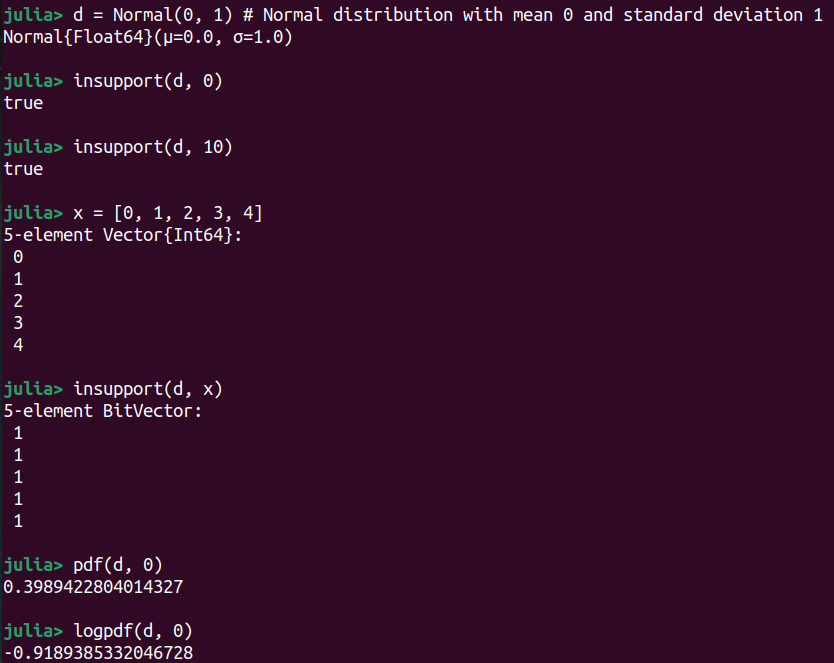 julia> d = Normal(0, 1) # Normal distribution with mean 0 and standard deviation 1
Normal{Float64}(μ=0.0, σ=1.0)
julia> insupport(d, 0)
true
julia> insupport(d, 10)
true
julia> x = [0, 1, 2, 3, 4]
5-element Vector{Int64}:
0
1
2
3
4
julia> insupport(d, x)
5-element BitVector:
1
1
1
1
1
julia> pdf(d, 0)
0.3989422804014327
julia> logpdf(d, 0)
-0.9189385332046728